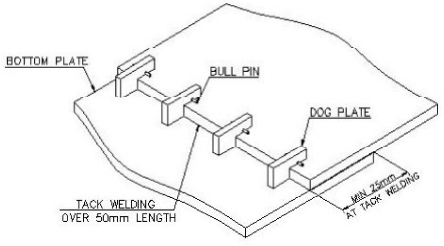 BOTTOM PLATE
BULL PIN
DOG PLATE
TACK WELDING
OVER 50mm LENGTH
MIN 25mm
AT TACK WELDING